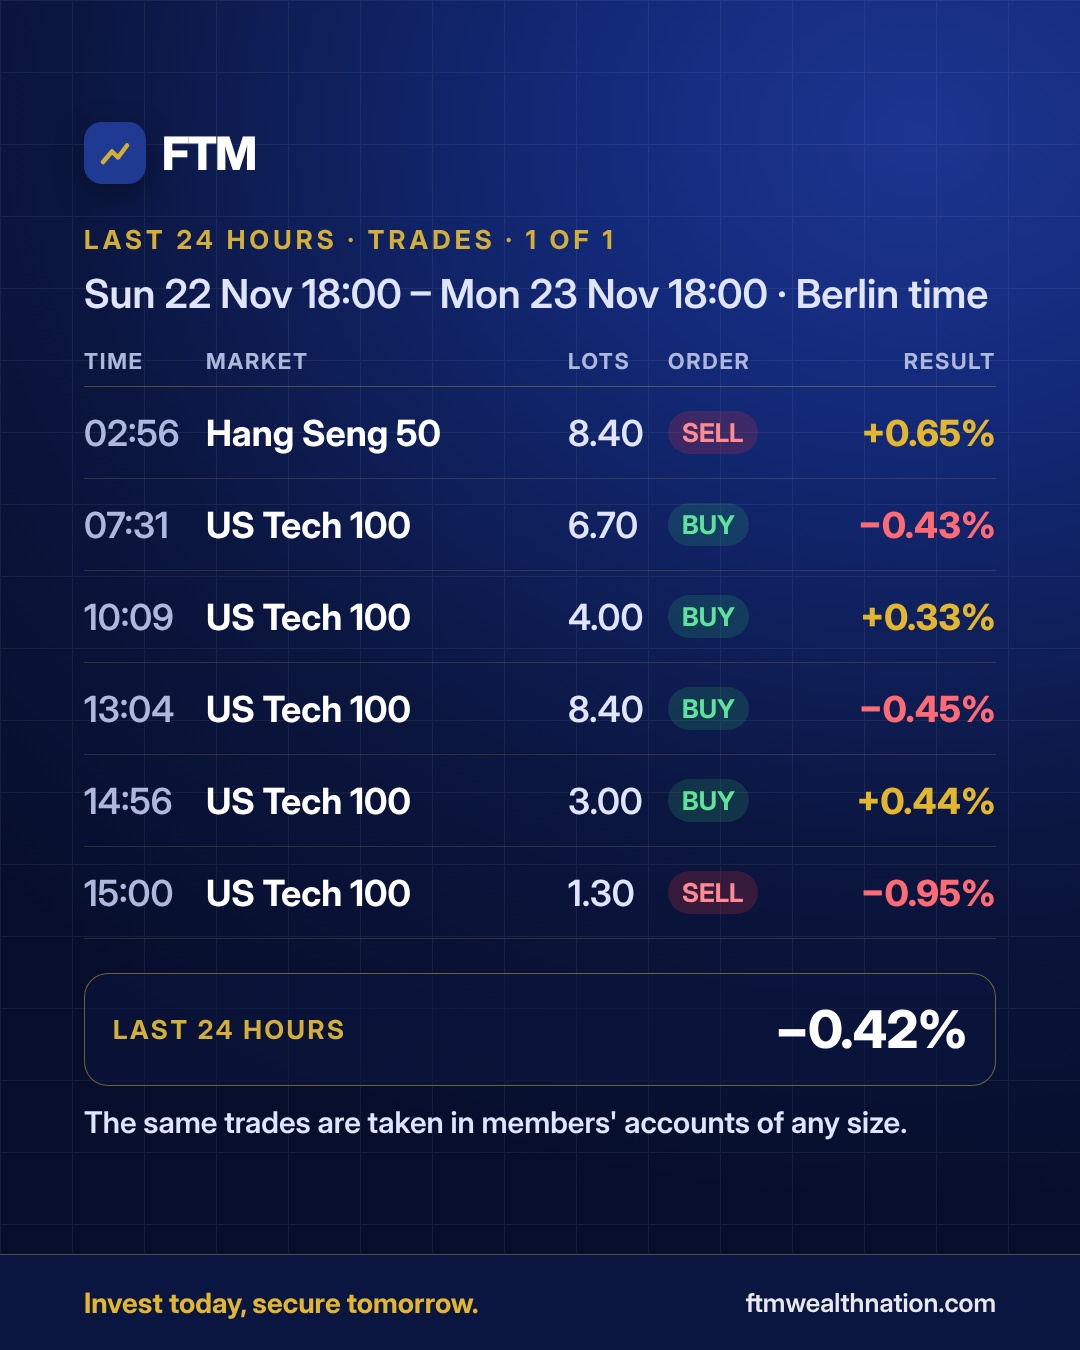 FTM
LAST 24 HOURS · TRADES · 1 OF 1
Sun 22 Nov 18:00 – Mon 23 Nov 18:00 · Berlin time
TIME MARKET LOTS ORDER RESULT
02:56 Hang Seng 50 8.40 SELL +0.65%
07:31 US Tech 100 6.70 BUY −0.43%
10:09 US Tech 100 4.00 BUY +0.33%
13:04 US Tech 100 8.40 BUY −0.45%
14:56 US Tech 100 3.00 BUY +0.44%
15:00 US Tech 100 1.30 SELL −0.95%
LAST 24 HOURS −0.42%
The same trades are taken in members' accounts of any size.
Invest today, secure tomorrow. ftmwealthnation.com